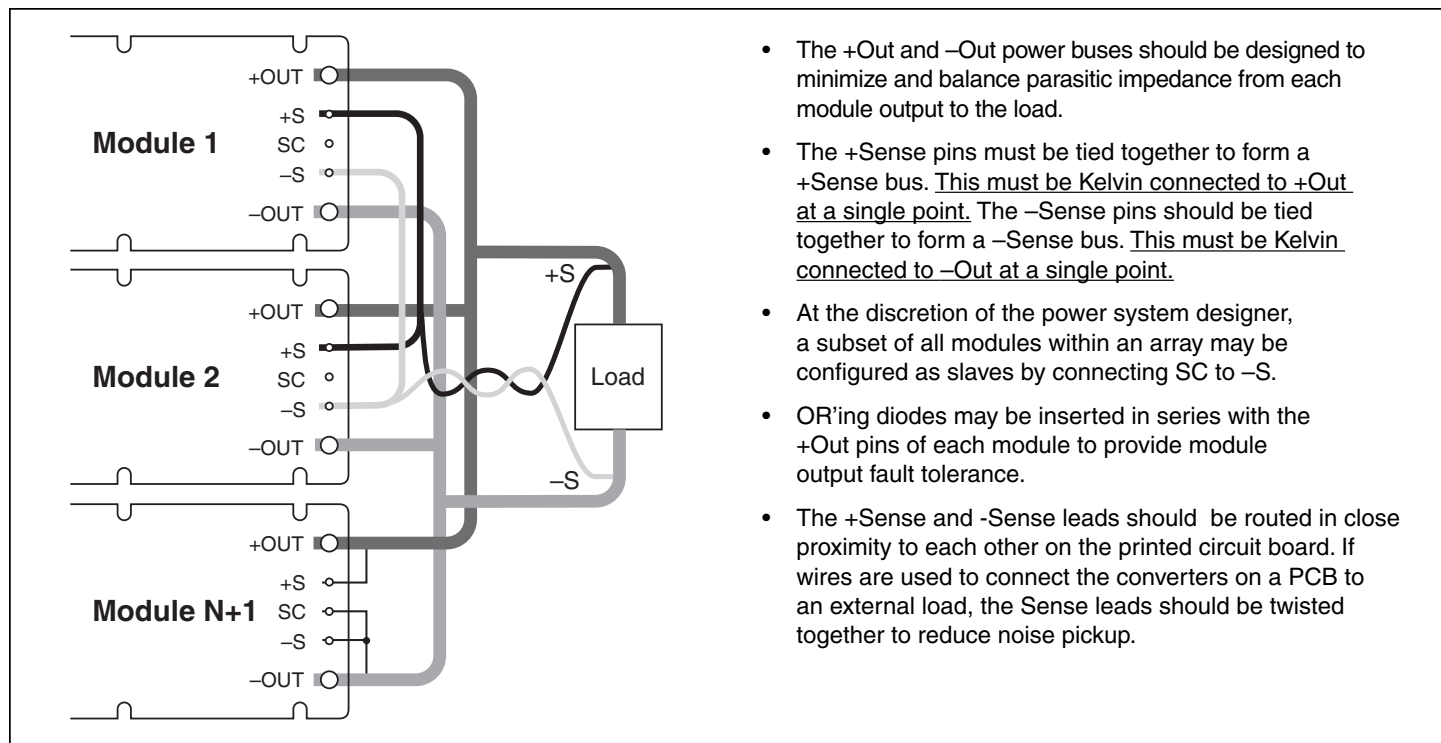 +OUT
+S
Module 1
SC
–S
–OUT
+OUT
+S
Module 2
SC
–S
–OUT
+OUT
+S
Module N+1
SC
–S
–OUT
+S
Load
–S
• The +Out and –Out power buses should be designed to
minimize and balance parasitic impedance from each
module output to the load.
• The +Sense pins must be tied together to form a
+Sense bus. This must be Kelvin connected to +Out
at a single point. The –Sense pins should be tied
together to form a –Sense bus. This must be Kelvin
connected to –Out at a single point.
• At the discretion of the power system designer,
a subset of all modules within an array may be
configured as slaves by connecting SC to –S.
• OR'ing diodes may be inserted in series with the
+Out pins of each module to provide module
output fault tolerance.
• The +Sense and -Sense leads should be routed in close
proximity to each other on the printed circuit board. If
wires are used to connect the converters on a PCB to
an external load, the Sense leads should be twisted
together to reduce noise pickup.